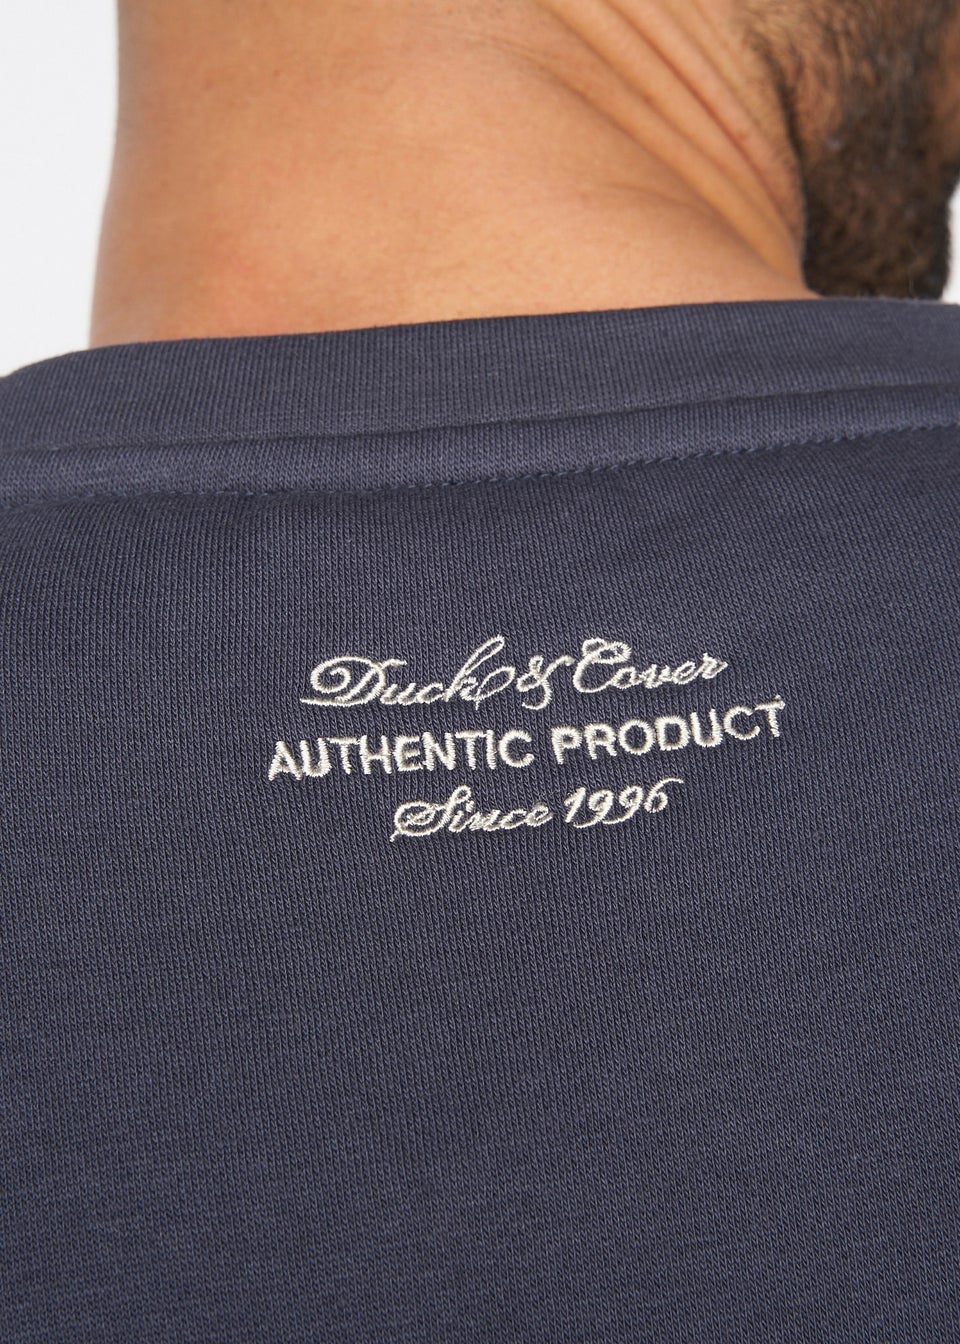 Duck & Cover
AUTHENTIC PRODUCT
Since 1996